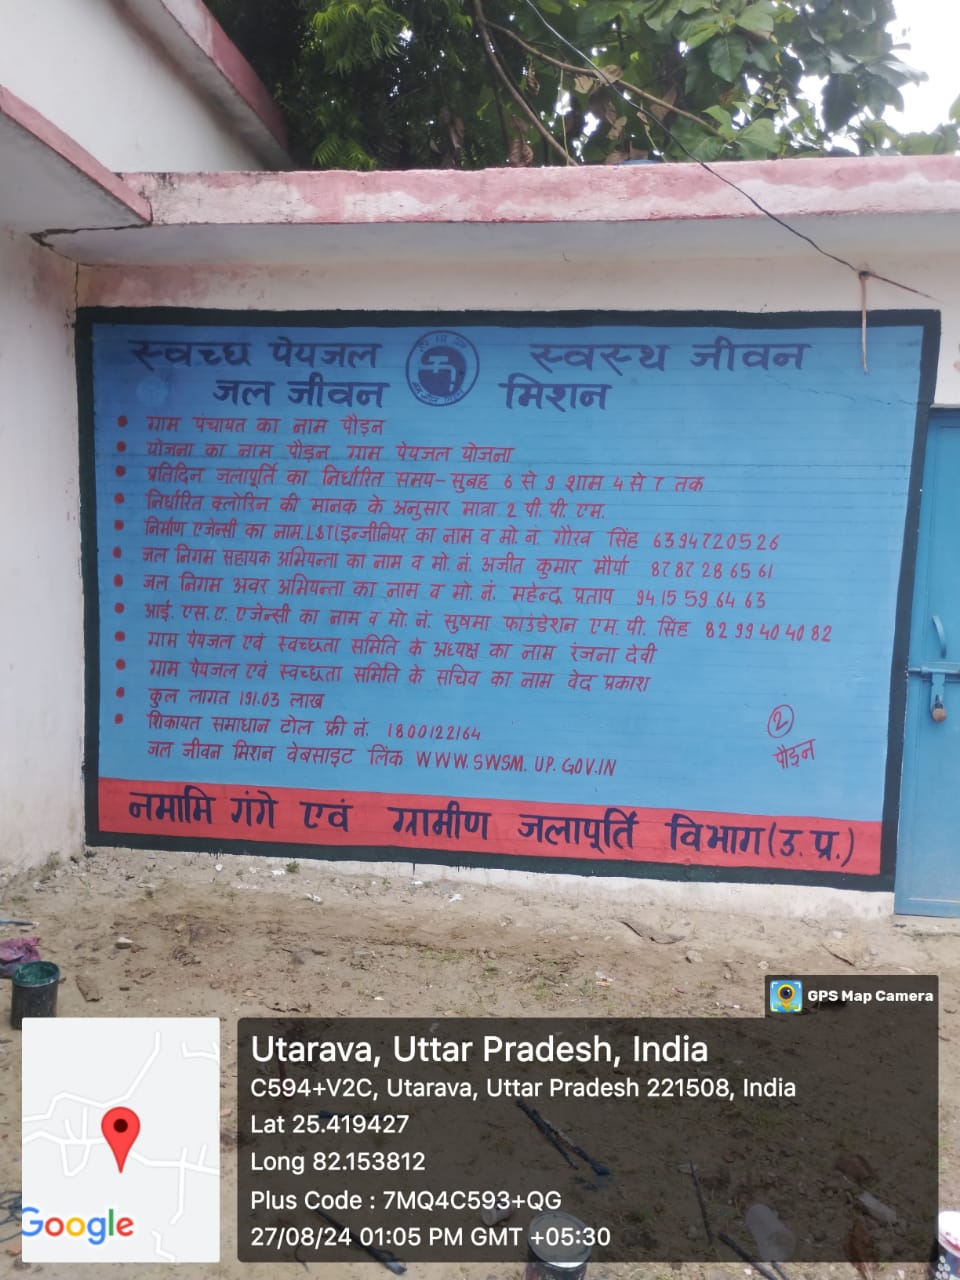 स्वच्छ पेयजल स्वस्थ जीवन
जल जीवन मिशन
• ग्राम पंचायत का नाम पौड़न
• योजना का नाम पौड़न ग्राम पेयजल योजना
• प्रतिदिन जलापूर्ति का निर्धारित समय- सुबह 6 से 9 शाम 4 से 7 तक
• निर्धारित क्लोरिन की मानक के अनुसार मात्रा 2 पी. पी. एम.
• निर्माण एजेन्सी का नाम. L&T(इन्जीनियर का नाम व मो. नं. गौरव सिंह 6394720526
• जल निगम सहायक अभियन्ता का नाम व मो. नं. अजीत कुमार मौर्या 8787286561
• जल निगम अवर अभियन्ता का नाम व मो. नं. महेन्द्र प्रताप 9415596463
• आई. एस. ए. एजेन्सी का नाम व मो. नं. सुषमा फाउंडेशन एम. पी. सिंह 8299404082
• ग्राम पेयजल एवं स्वच्छता समिति के अध्यक्ष का नाम रंजना देवी
• ग्राम पेयजल एवं स्वच्छता समिति के सचिव का नाम वेद प्रकाश
• कुल लागत 191.03 लाख
• शिकायत समाधान टोल फ्री नं. 1800122164
जल जीवन मिशन वेबसाइट लिंक WWW.SWSM.UP.GOV.IN
2
पौड़न
नमामि गंगे एवं ग्रामीण जलापूर्ति विभाग (उ. प्र.)
GPS Map Camera
Utarava, Uttar Pradesh, India
C594+V2C, Utarava, Uttar Pradesh 221508, India
Lat 25.419427
Long 82.153812
Plus Code : 7MQ4C593+QG
27/08/24 01:05 PM GMT +05:30
Google